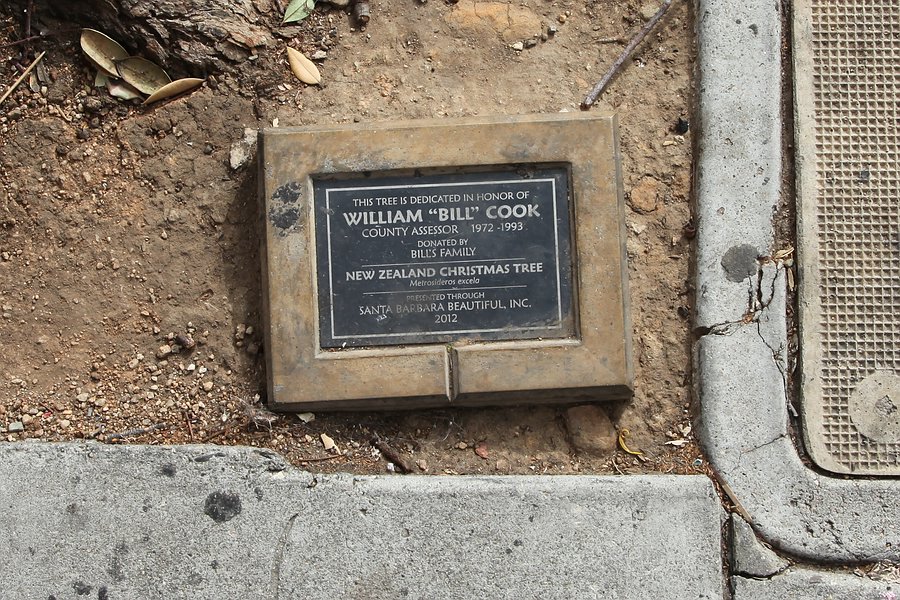 THIS TREE IS DEDICATED IN HONOR OF
WILLIAM “BILL” COOK
COUNTY ASSESSOR 1972 -1993
DONATED BY
BILL'S FAMILY
NEW ZEALAND CHRISTMAS TREE
Metrosideros excela
PRESENTED THROUGH
SANTA BARBARA BEAUTIFUL, INC.
2012